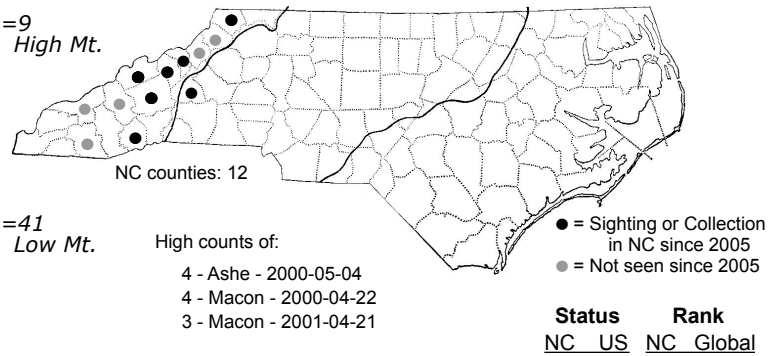 =9
High Mt.
NC counties: 12
=41
Low Mt.
High counts of:
4 - Ashe - 2000-05-04
4 - Macon - 2000-04-22
3 - Macon - 2001-04-21
● = Sighting or Collection
in NC since 2005
● = Not seen since 2005
Status Rank
NC US NC Global